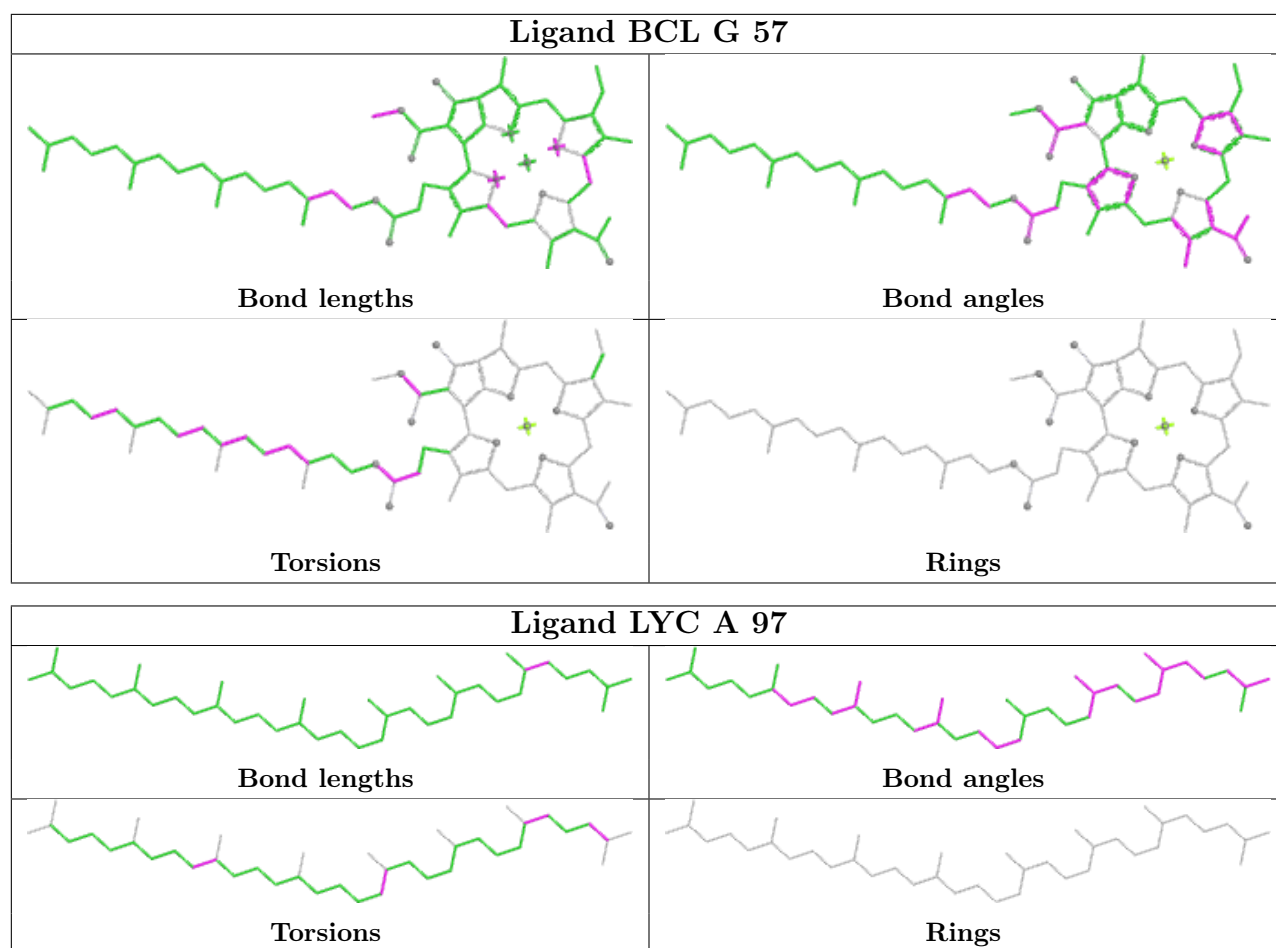 Ligand BCL G 57
Bond lengths
Bond angles
Torsions
Rings
Ligand LYC A 97
Bond lengths
Bond angles
Torsions
Rings